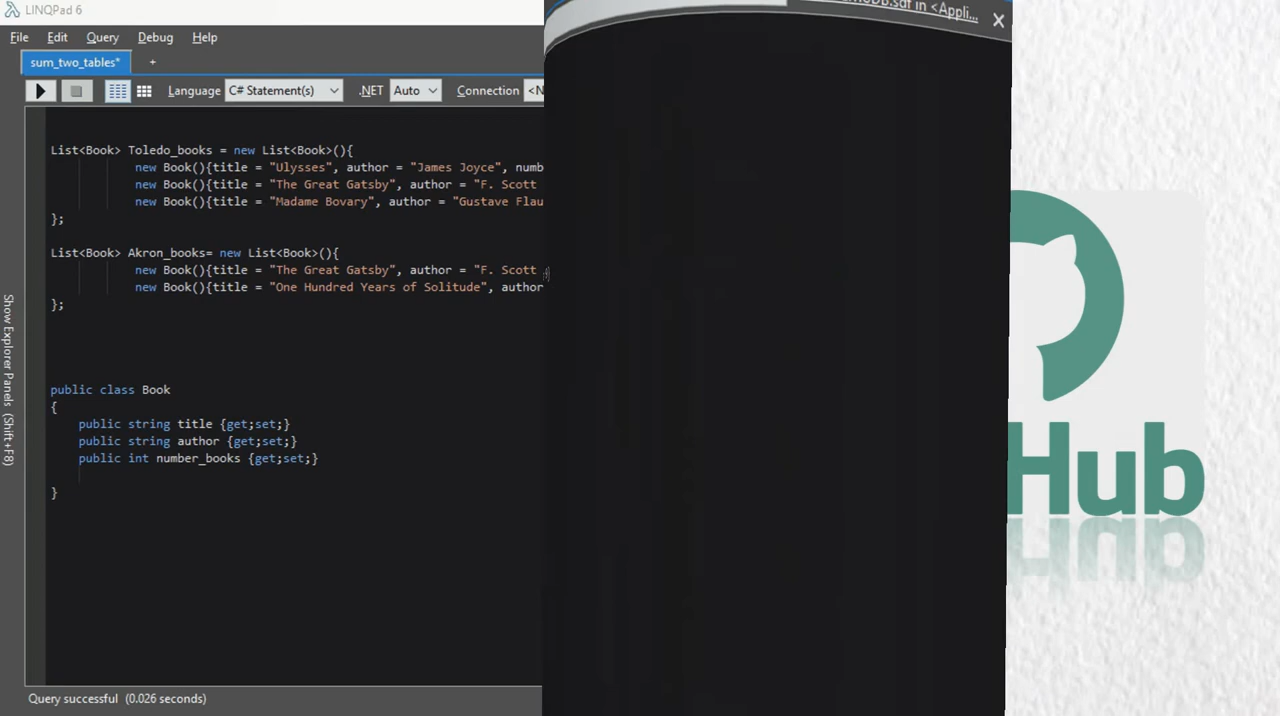 LINQPad 6
File Edit Query Debug Help
sum_two_tables* +
Language C# Statement(s) .NET Auto Connection <N
.sdf in <Appli...
List<Book> Toledo_books = new List<Book>(){
new Book(){title = "Ulysses", author = "James Joyce", numb
new Book(){title = "The Great Gatsby", author = "F. Scott
new Book(){title = "Madame Bovary", author = "Gustave Flau
};
List<Book> Akron_books= new List<Book>(){
new Book(){title = "The Great Gatsby", author = "F. Scott
new Book(){title = "One Hundred Years of Solitude", author
};
public class Book
{
public string title {get;set;}
public string author {get;set;}
public int number_books {get;set;}
}
Show Explorer Panels (Shift+F8)
Query successful (0.026 seconds)
Hub